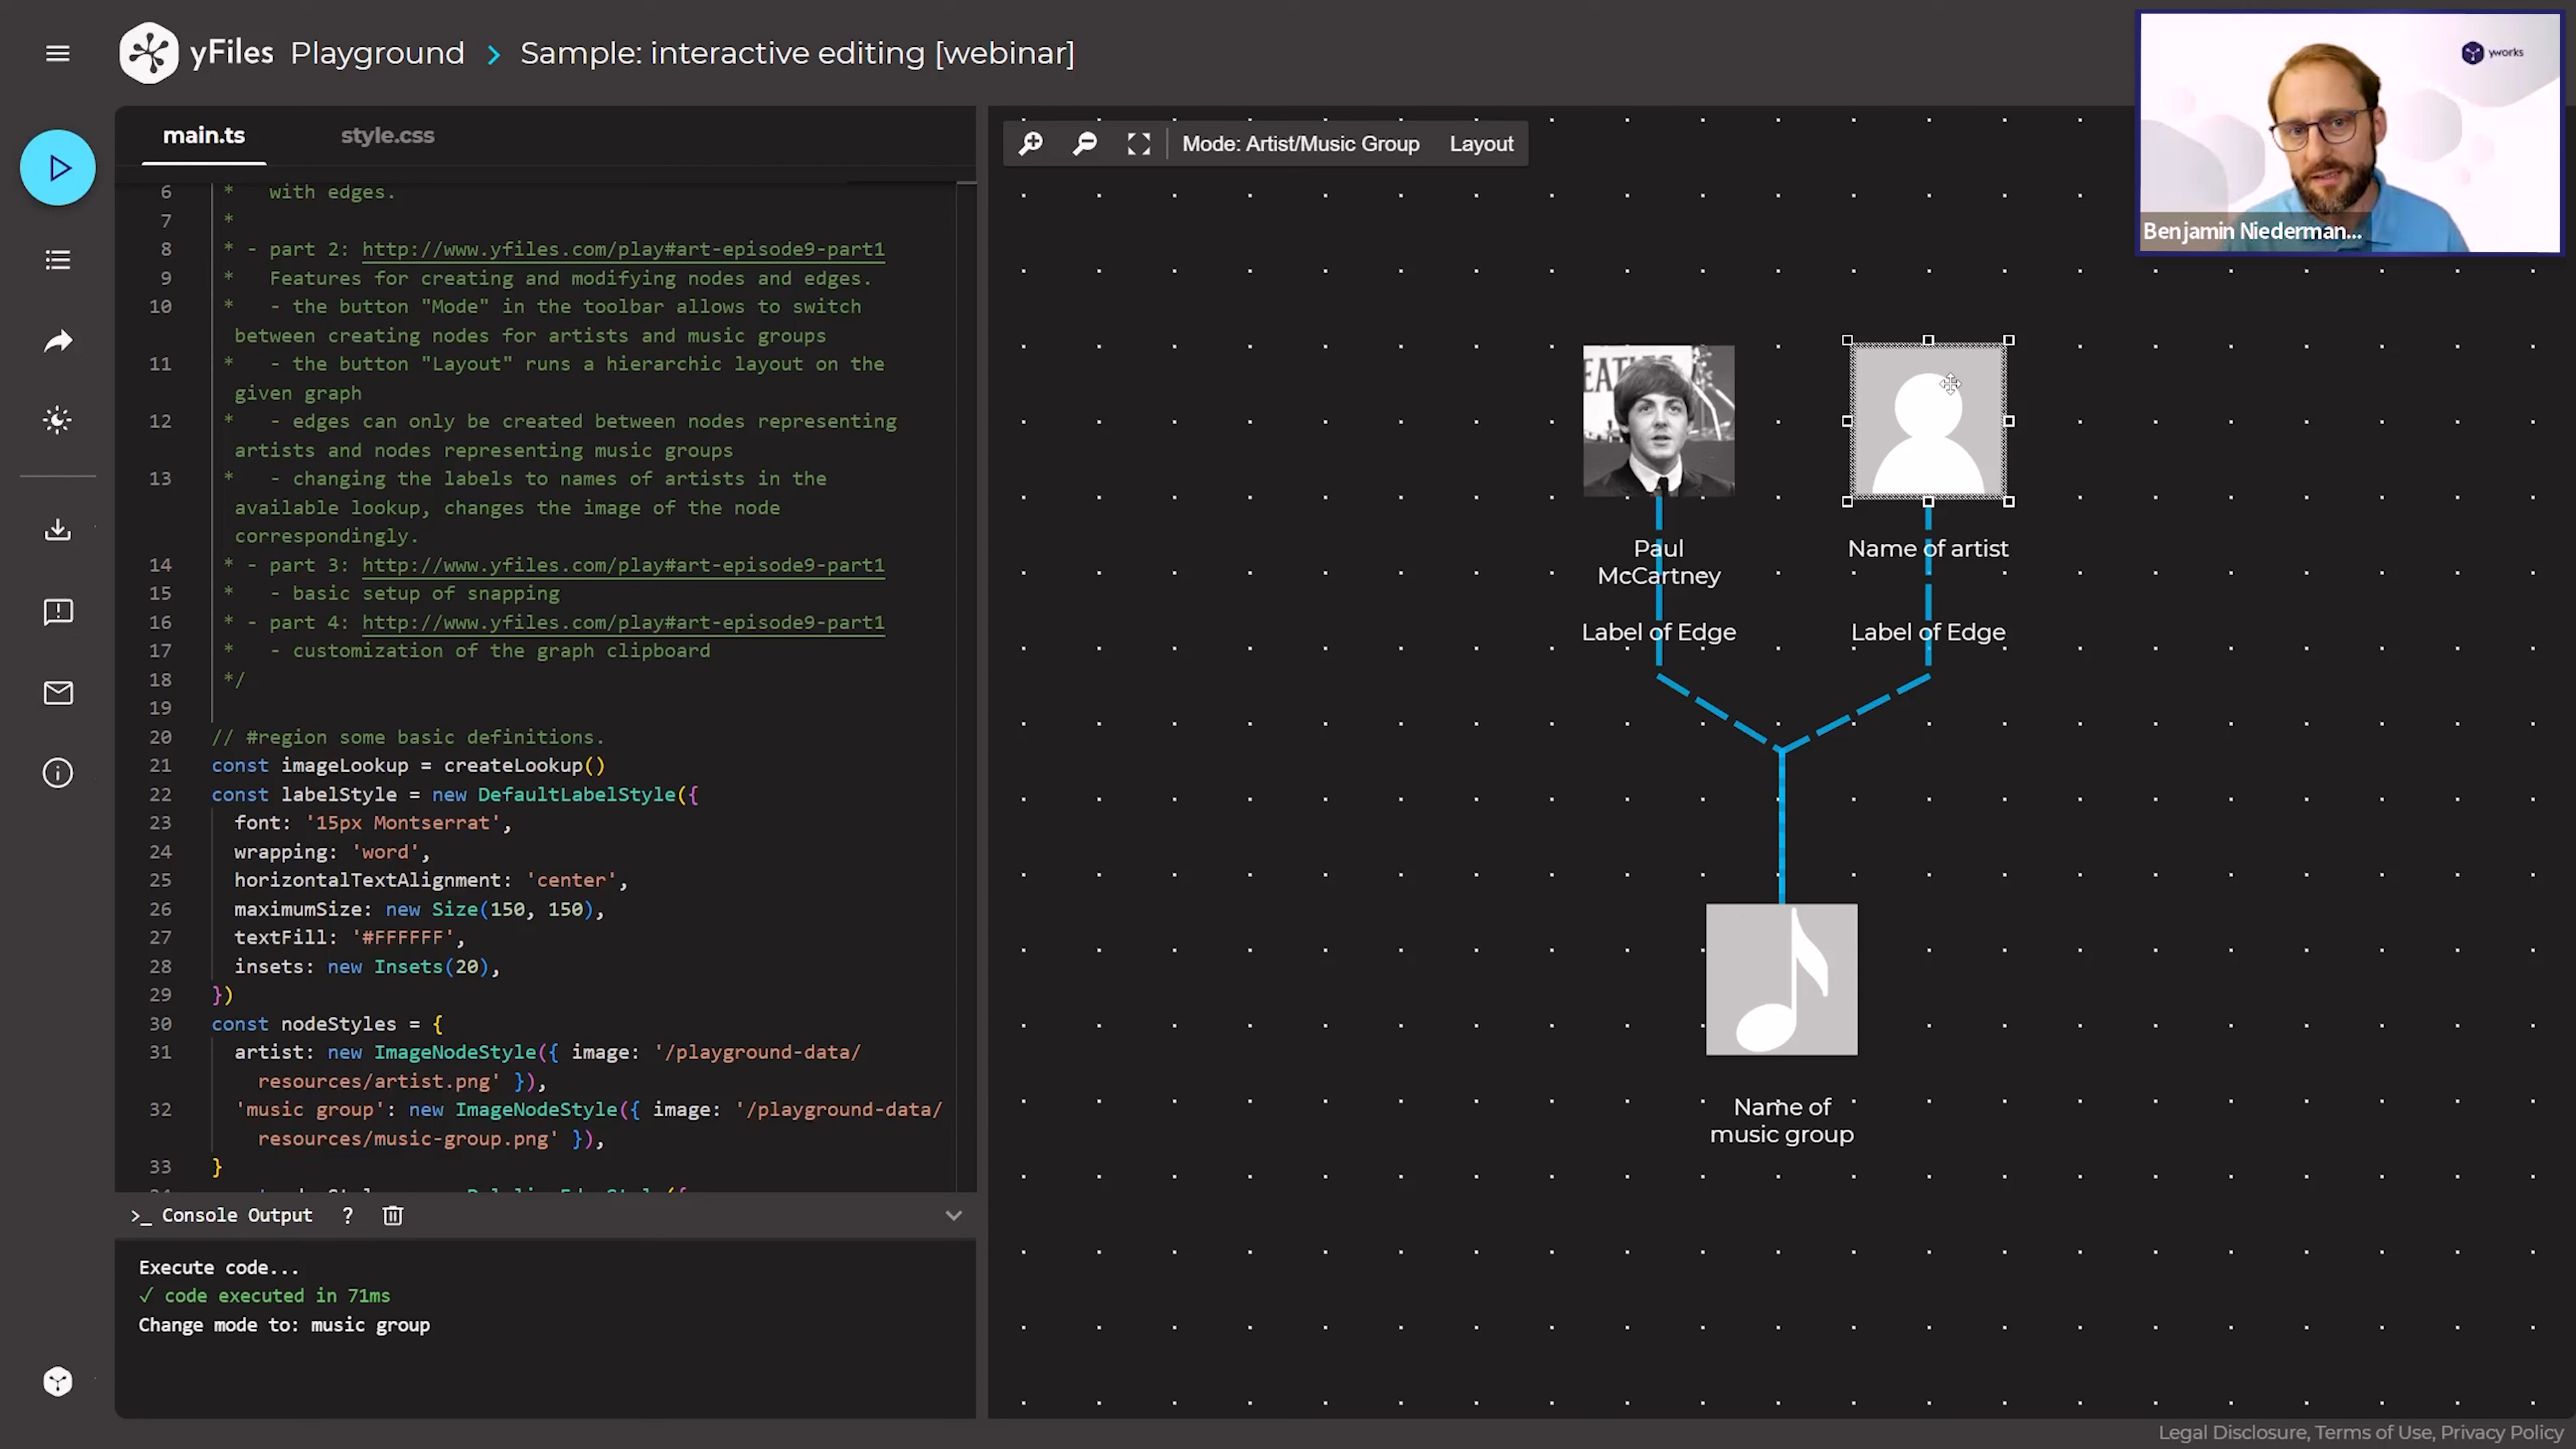 yFiles Playground > Sample: interactive editing [webinar]
yworks
Benjamin Niederman...
main.ts
style.css
Mode: Artist/Music Group
Layout
6 * with edges.
7 *
8 * - part 2: http://www.yfiles.com/play#art-episode9-part1
9 * Features for creating and modifying nodes and edges.
10 * - the button "Mode" in the toolbar allows to switch
between creating nodes for artists and music groups
11 * - the button "Layout" runs a hierarchic layout on the
given graph
12 * - edges can only be created between nodes representing
artists and nodes representing music groups
13 * - changing the labels to names of artists in the
available lookup, changes the image of the node
correspondingly.
14 * - part 3: http://www.yfiles.com/play#art-episode9-part1
15 * - basic setup of snapping
16 * - part 4: http://www.yfiles.com/play#art-episode9-part1
17 * - customization of the graph clipboard
18 */
19
20 // #region some basic definitions.
21 const imageLookup = createLookup()
22 const labelStyle = new DefaultLabelStyle({
23 font: '15px Montserrat',
24 wrapping: 'word',
25 horizontalTextAlignment: 'center',
26 maximumSize: new Size(150, 150),
27 textFill: '#FFFFFF',
28 insets: new Insets(20),
29 })
30 const nodeStyles = {
31 artist: new ImageNodeStyle({ image: '/playground-data/
resources/artist.png' }),
32 'music group': new ImageNodeStyle({ image: '/playground-data/
resources/music-group.png' }),
33 }
>_ Console Output ?
Execute code...
✓ code executed in 71ms
Change mode to: music group
EATLES
Paul
McCartney
Name of artist
Label of Edge
Label of Edge
Name of
music group
Legal Disclosure, Terms of Use, Privacy Policy